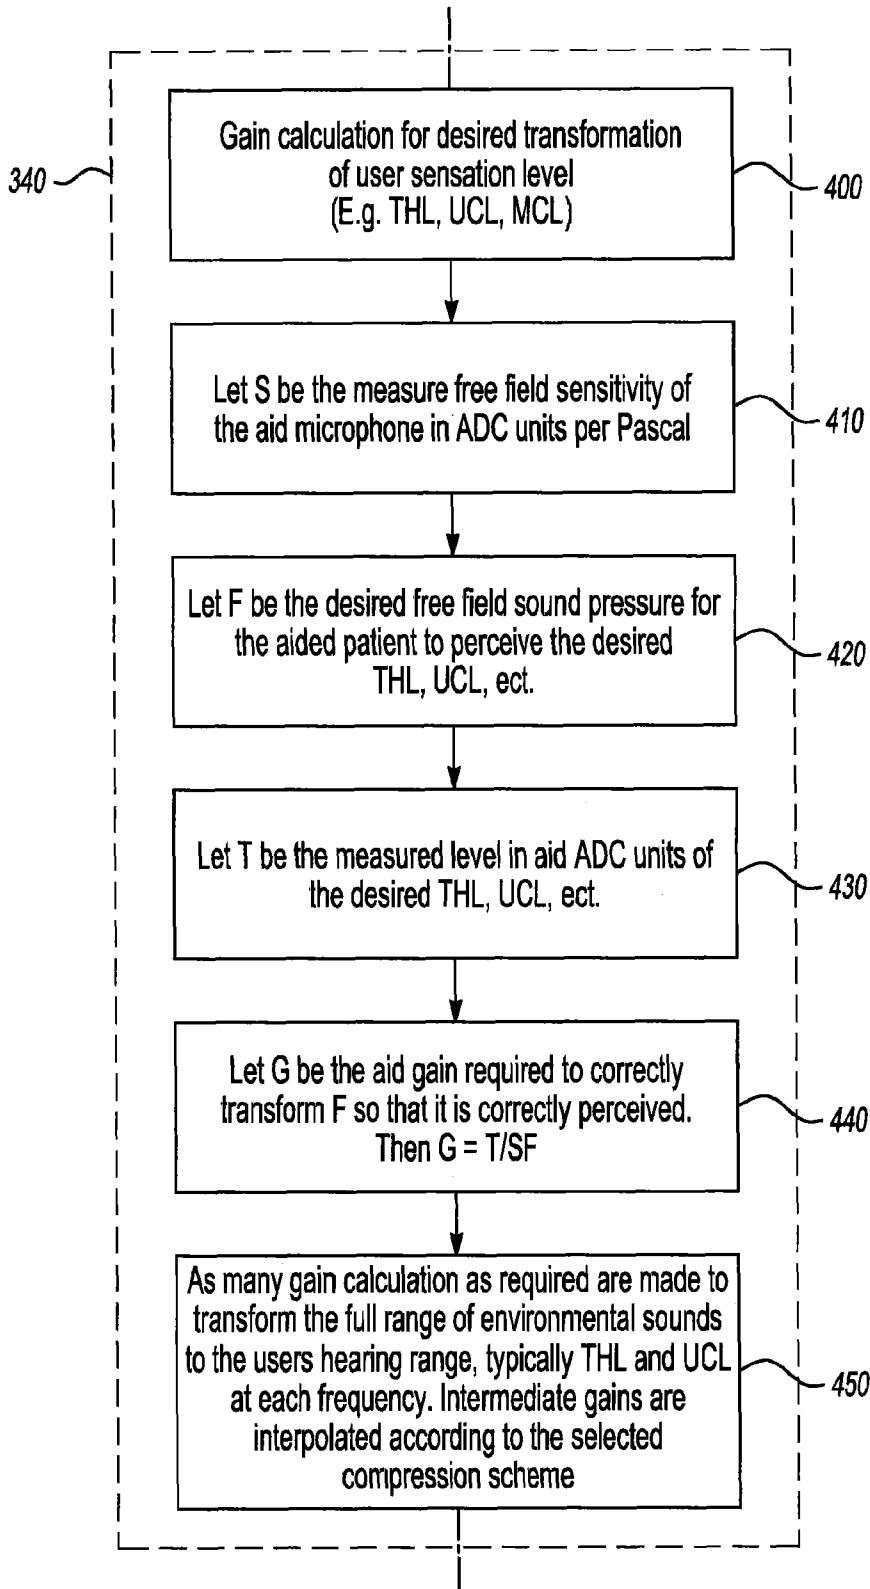 Gain calculation for desired transformation
of user sensation level
(E.g. THL, UCL, MCL)
340
400
Let S be the measure free field sensitivity of
the aid microphone in ADC units per Pascal
410
Let F be the desired free field sound pressure for
the aided patient to perceive the desired
THL, UCL, ect.
420
Let T be the measured level in aid ADC units of
the desired THL, UCL, ect.
430
Let G be the aid gain required to correctly
transform F so that it is correctly perceived.
Then G = T/SF
440
As many gain calculation as required are made to
transform the full range of environmental sounds
to the users hearing range, typically THL and UCL
at each frequency. Intermediate gains are
interpolated according to the selected
compression scheme
450